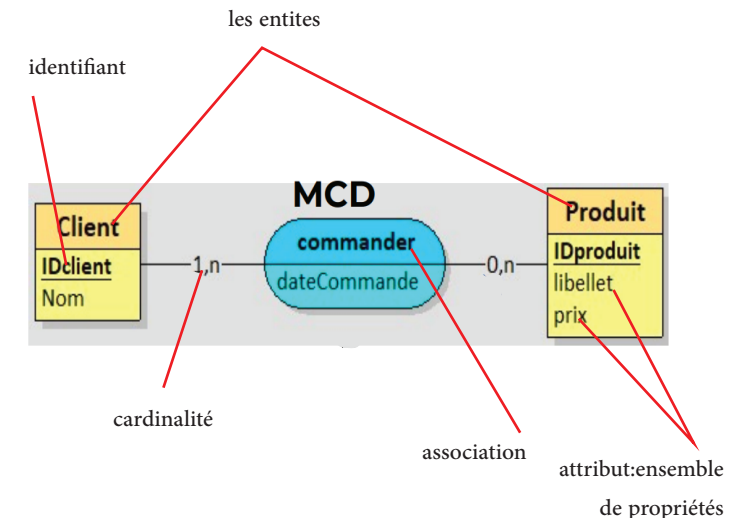 les entites
identifiant
MCD
Client
IDclient
Nom
1,n
commander
dateCommande
0,n
Produit
IDproduit
libellet
prix
cardinalité
association
attribut:ensemble
de propriétés